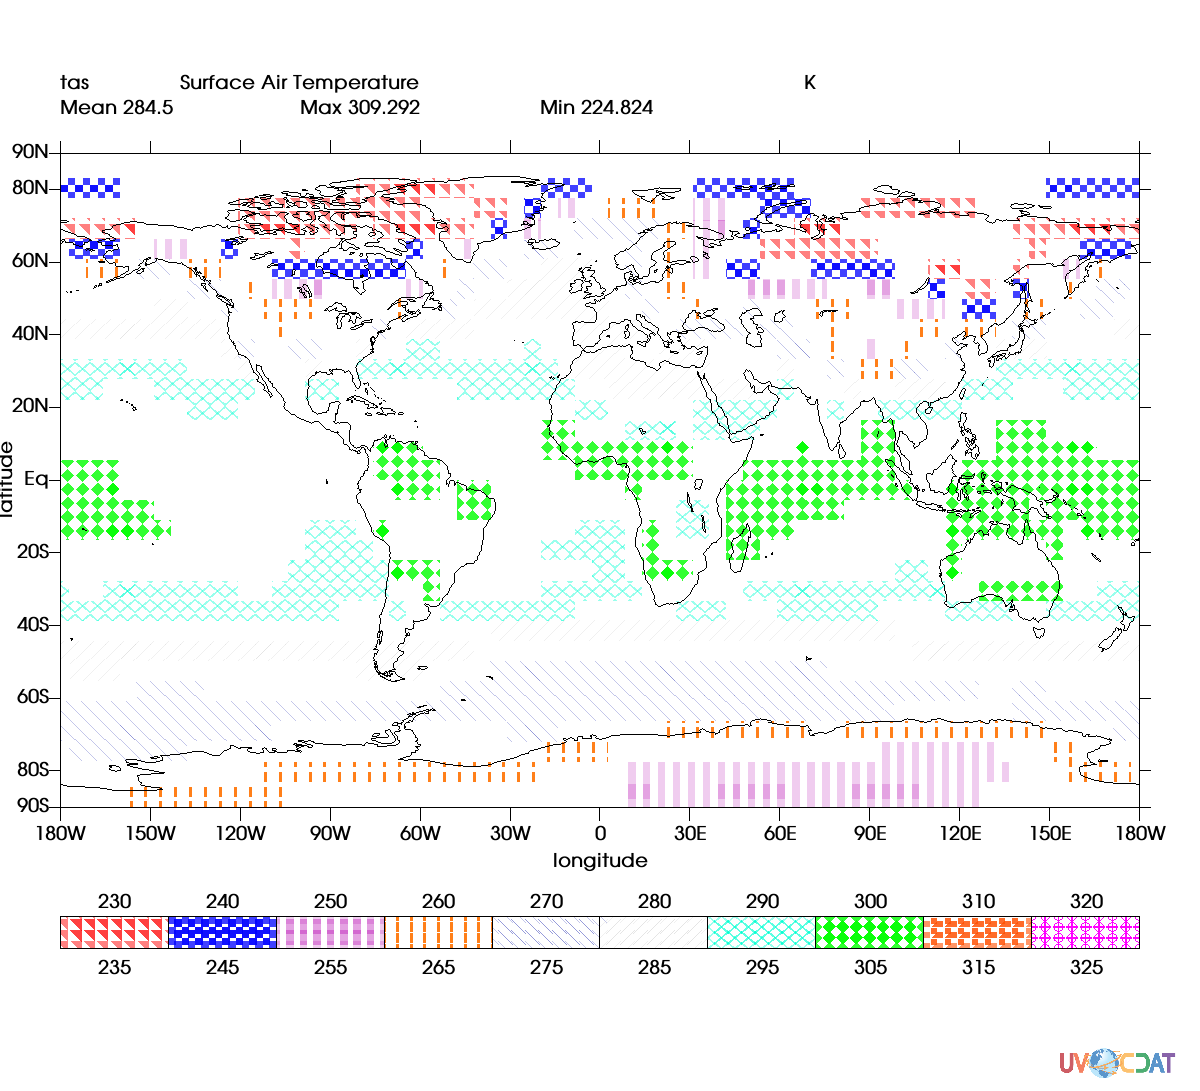 tas Surface Air Temperature K
Mean 284.5 Max 309.292 Min 224.824
90N
80N
60N
40N
20N
Eq
20S
40S
60S
80S
90S
latitude
180W 150W 120W 90W 60W 30W 0 30E 60E 90E 120E 150E 180W
longitude
230 240 250 260 270 280 290 300 310 320
235 245 255 265 275 285 295 305 315 325
UVCDAT